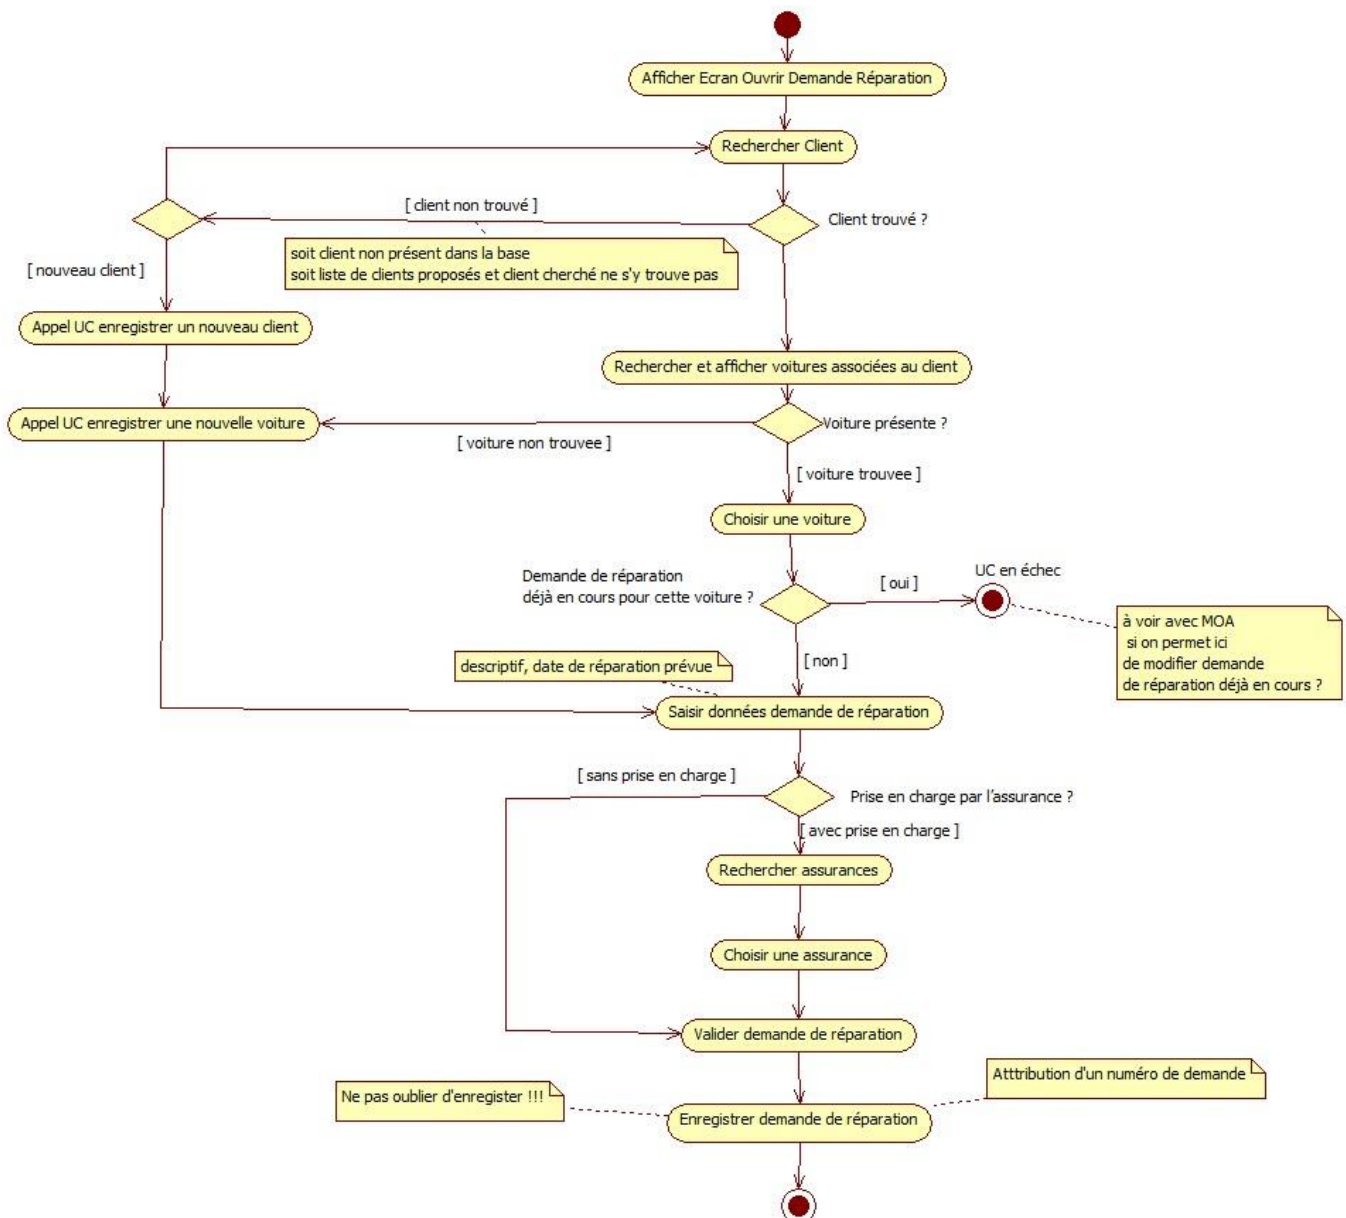 Afficher Ecran Ouvrir Demande Réparation
Rechercher Client
[ client non trouvé ]
Client trouvé ?
soit client non présent dans la base
soit liste de clients proposés et client cherché ne s'y trouve pas
[ nouveau client ]
Appel UC enregistrer un nouveau client
Rechercher et afficher voitures associées au client
Appel UC enregistrer une nouvelle voiture
Voiture présente ?
[ voiture non trouvee ]
[ voiture trouvee ]
Choisir une voiture
Demande de réparation
déjà en cours pour cette voiture ?
[ oui ]
UC en échec
à voir avec MOA
si on permet ici
de modifier demande
de réparation déjà en cours ?
[ non ]
descriptif, date de réparation prévue
Saisir données demande de réparation
[ sans prise en charge ]
Prise en charge par l'assurance ?
[ avec prise en charge ]
Rechercher assurances
Choisir une assurance
Valider demande de réparation
Ne pas oublier d'enregister !!!
Atttribution d'un numéro de demande
Enregistrer demande de réparation